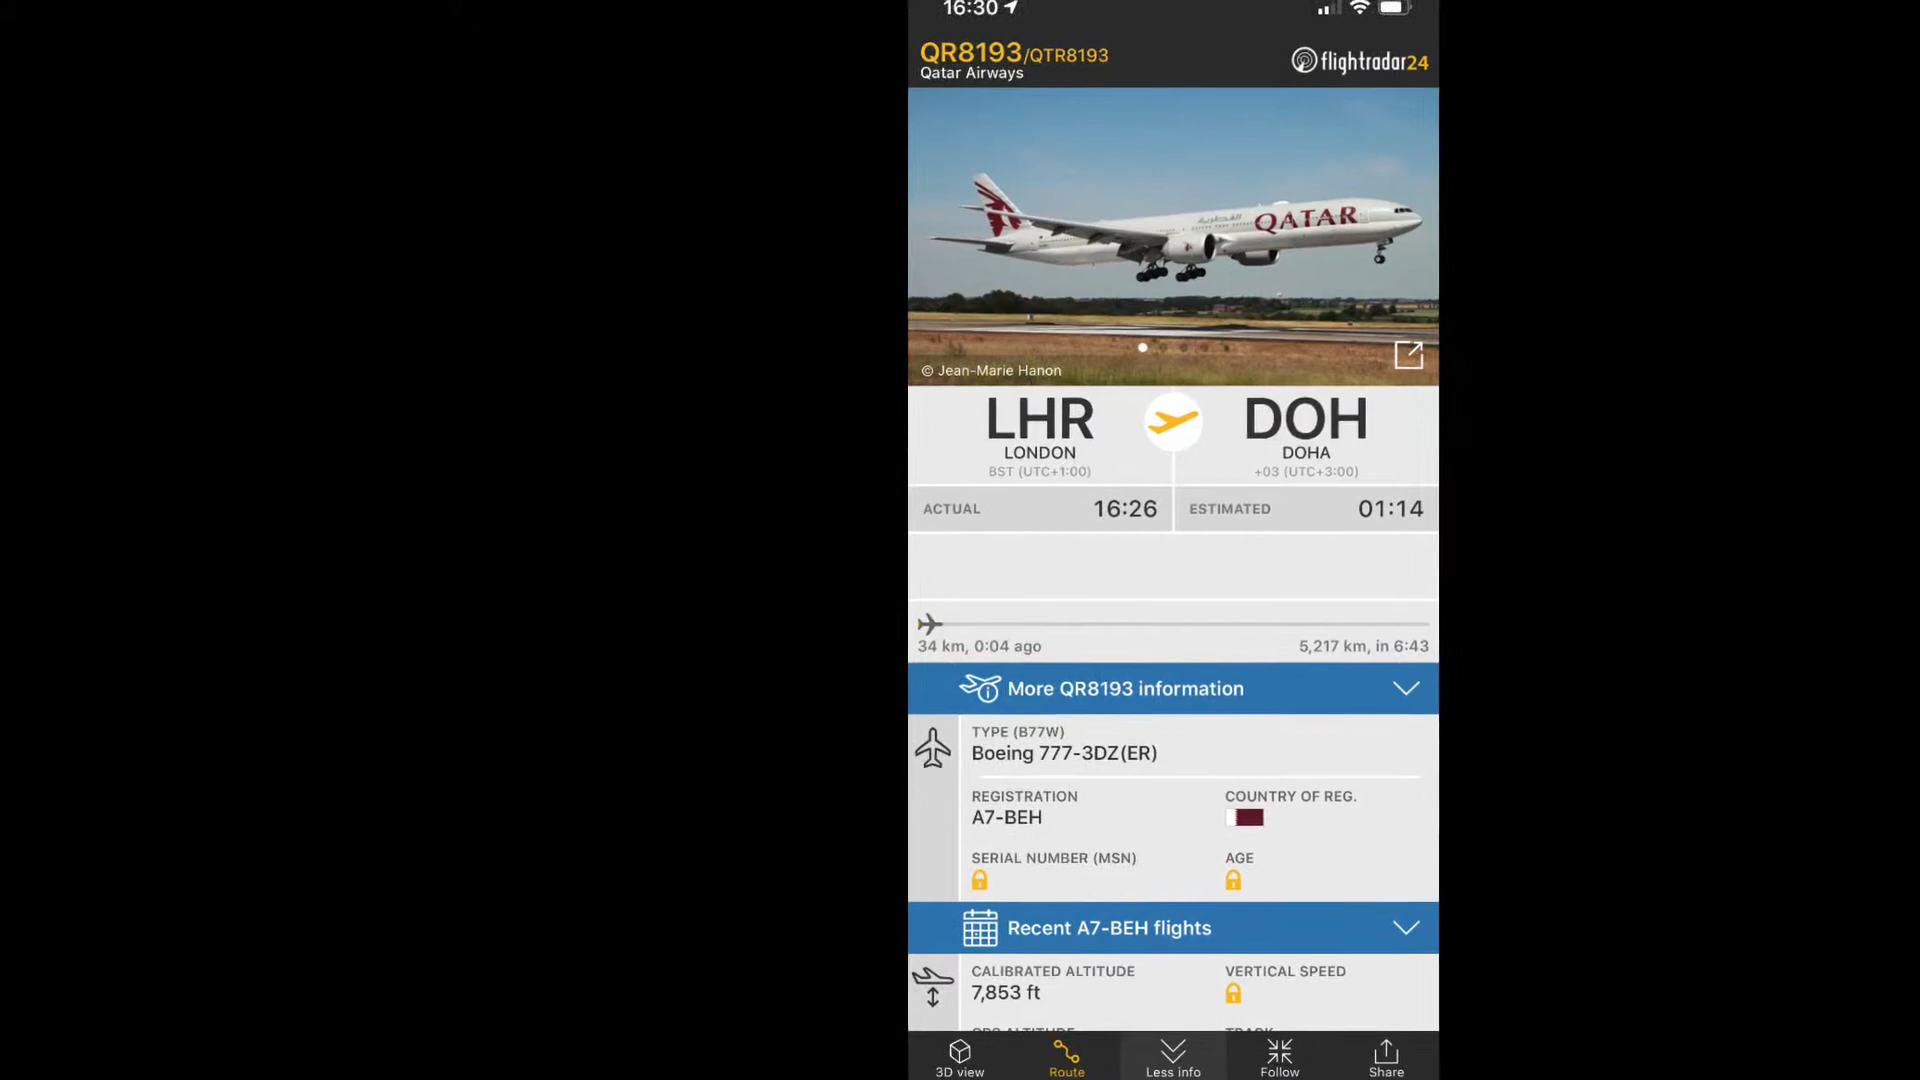 16:30
QR8193/QTR8193
Qatar Airways
flightradar24
القطرية
QATAR
© Jean-Marie Hanon
LHR
LONDON
BST (UTC+1:00)
DOH
DOHA
+03 (UTC+3:00)
ACTUAL 16:26
ESTIMATED 01:14
34 km, 0:04 ago
5,217 km, in 6:43
More QR8193 information
TYPE (B77W)
Boeing 777-3DZ(ER)
REGISTRATION
A7-BEH
COUNTRY OF REG.
SERIAL NUMBER (MSN)
AGE
Recent A7-BEH flights
CALIBRATED ALTITUDE
7,853 ft
VERTICAL SPEED
GPS ALTITUDE
TRACK
3D view
Route
Less info
Follow
Share